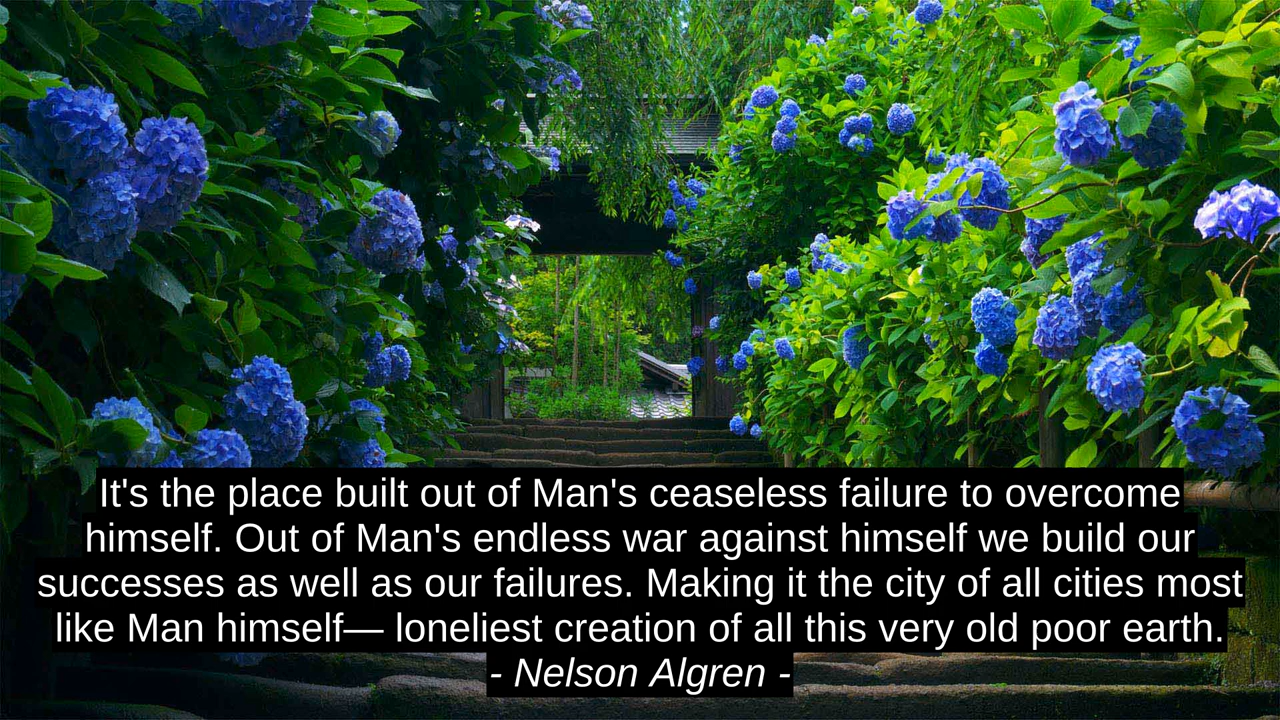 It's the place built out of Man's ceaseless failure to overcome
himself. Out of Man's endless war against himself we build our
successes as well as our failures. Making it the city of all cities most
like Man himself— loneliest creation of all this very old poor earth.
- Nelson Algren -